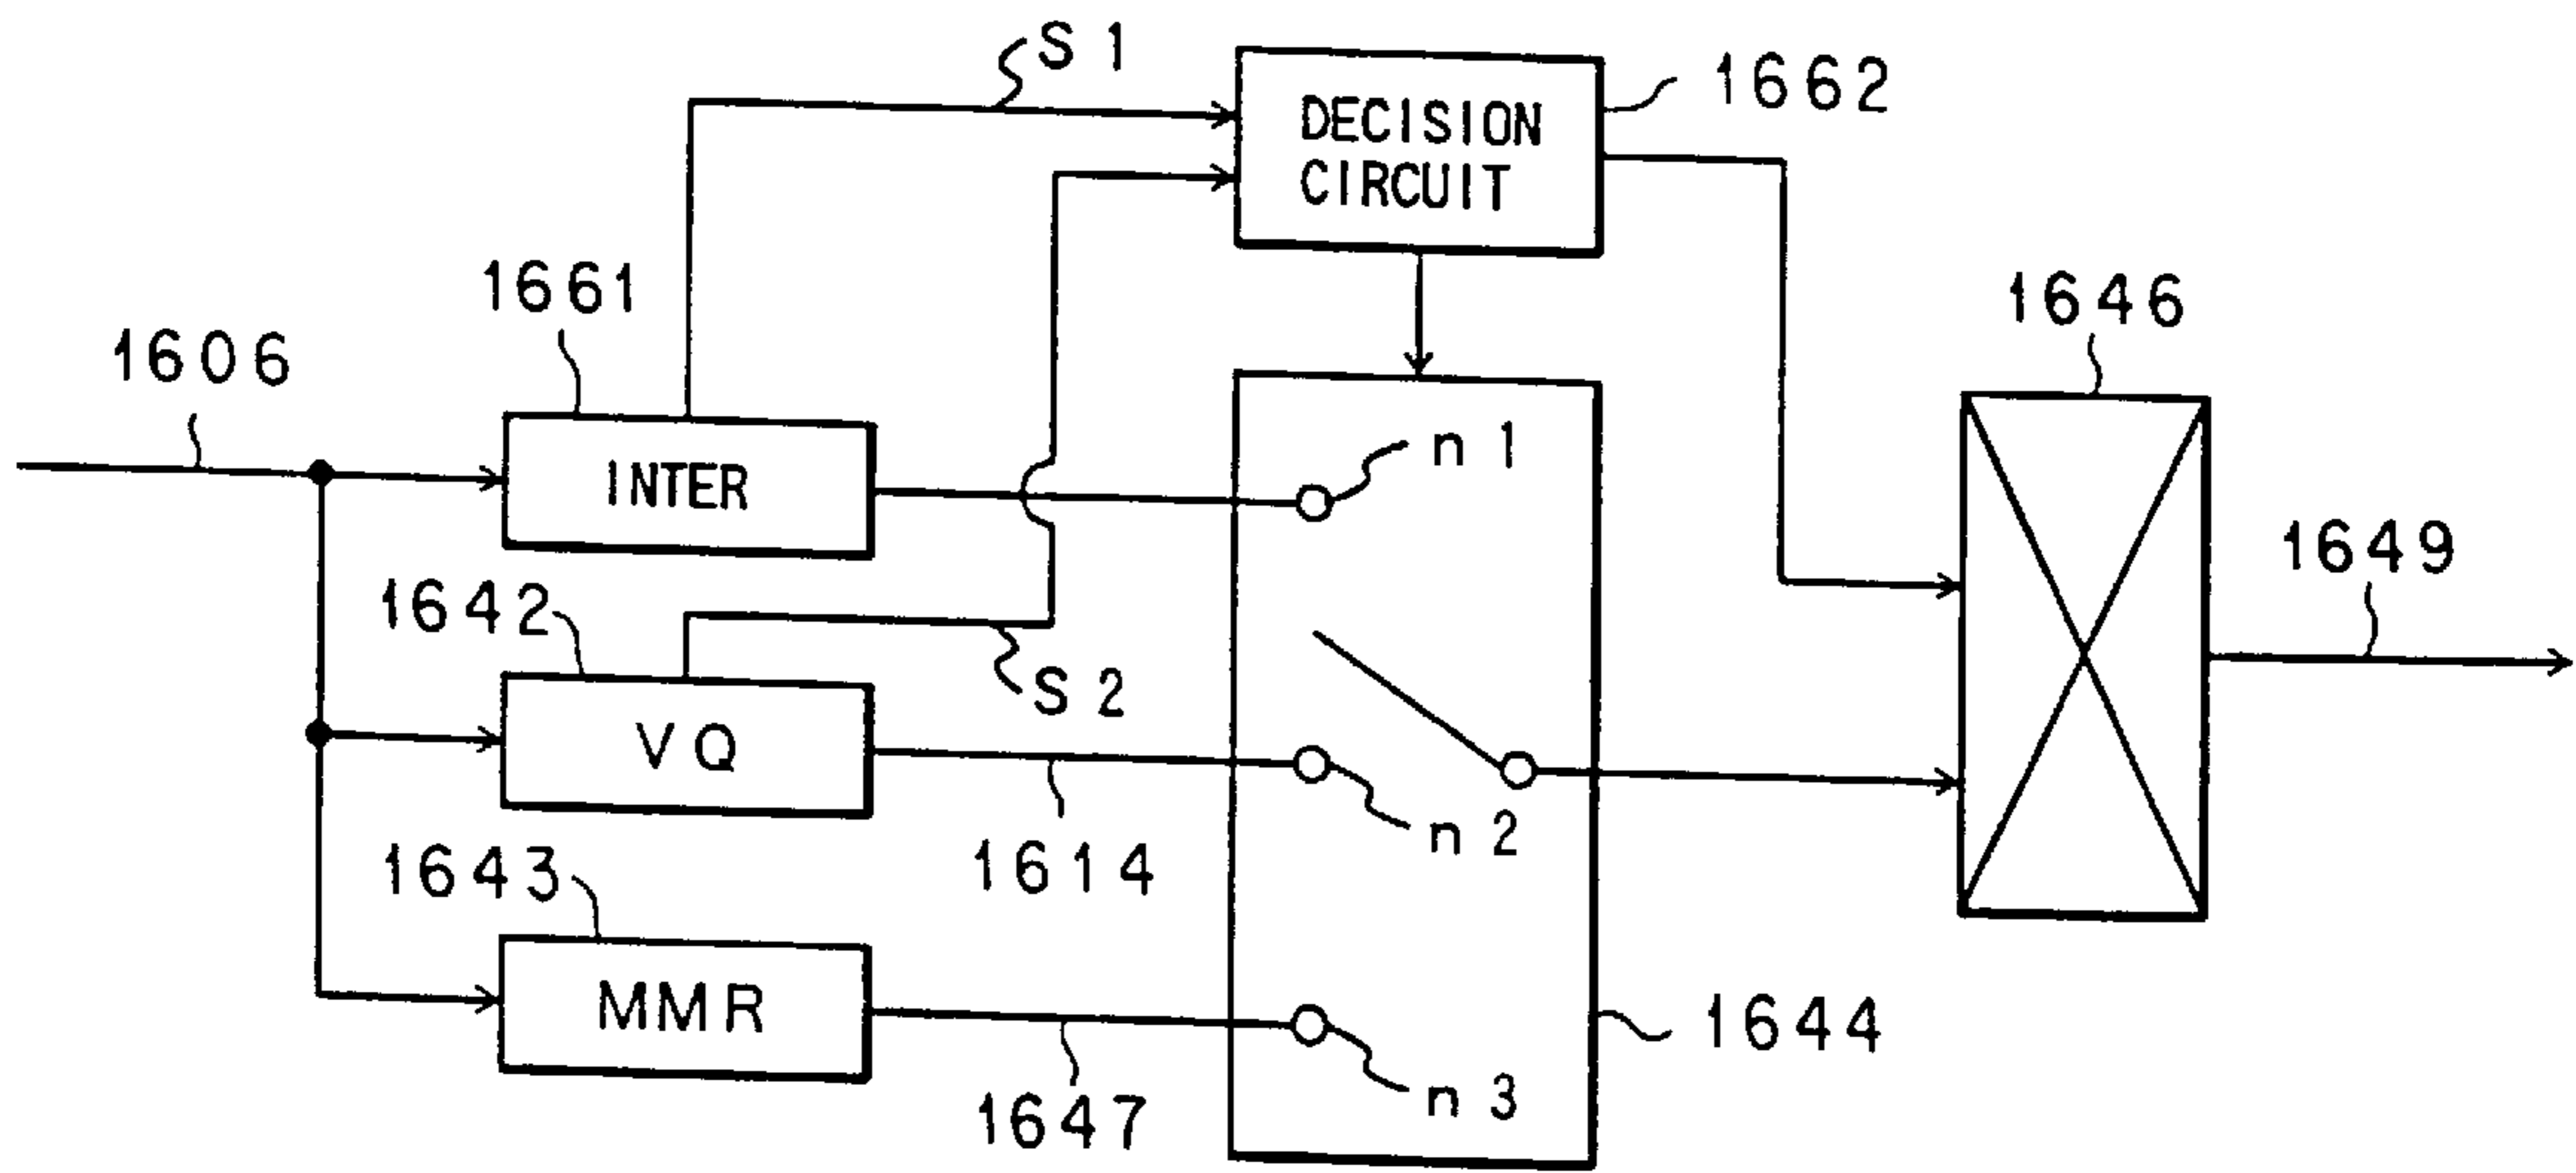 S1
1662
DECISION
CIRCUIT
1661
1646
1606
n1
INTER
1649
1642
S2
VQ
n2
1614
1643
MMR
1644
n3
1647